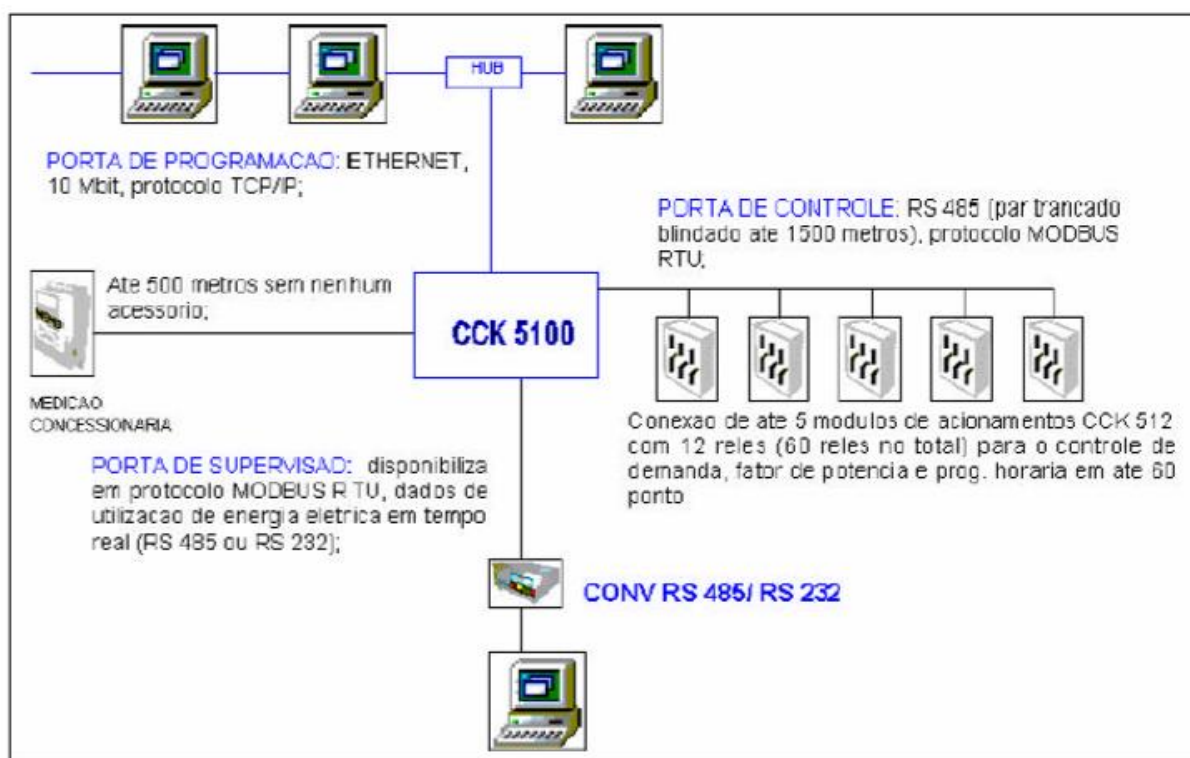 HUB
PORTA DE PROGRAMACAO: ETHERNET,
10 Mbit, protocolo TCP/IP;
PORTA DE CONTROLE: RS 485 (par trancado
blindado ate 1500 metros), protocolo MODBUS
RTU;
Ate 500 metros sem nenhum
acessorio;
CCK 5100
MEDICAO
CONCESSIONARIA
Conexao de ate 5 modulos de acionamentos CCK 512
com 12 reles (60 reles no total) para o controle de
demanda, fator de potencia e prog. horaria em ate 60
ponto
PORTA DE SUPERVISAO: disponibiliza
em protocolo MODBUS RTU, dados de
utilizacao de energia eletrica em tempo
real (RS 485 ou RS 232);
CONV RS 485/ RS 232